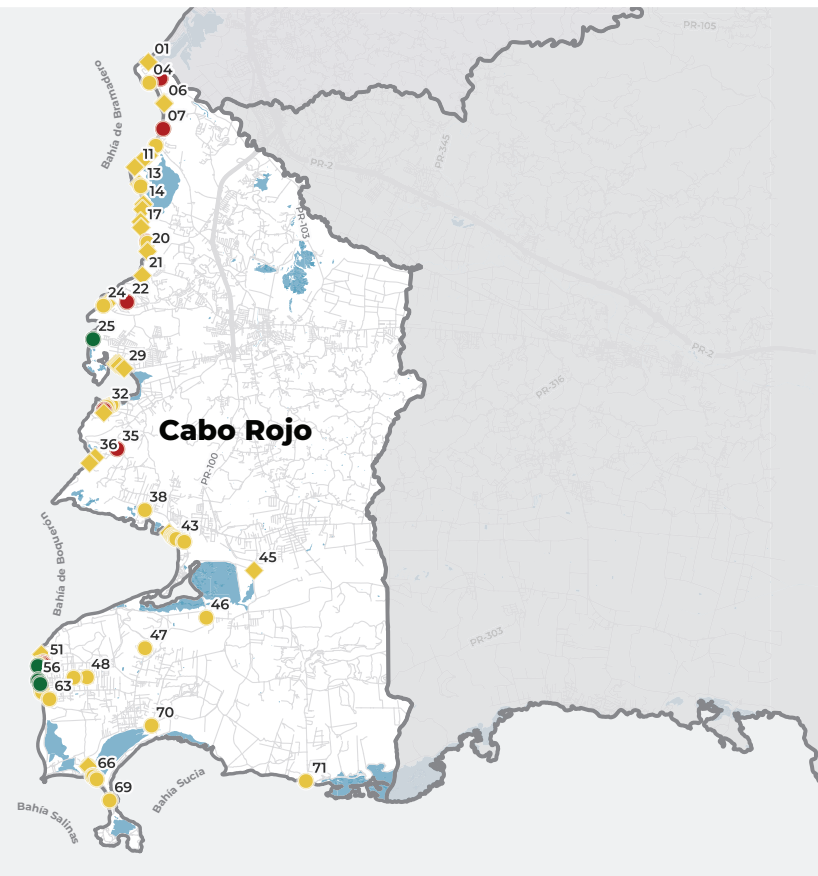 PR-105
01
04
06
07
Bahía de Bramadero
PR-345
PR-2
11
13
14
17
PR-103
20
21
22
24
25
29
PR-2
PR-316
32
Cabo Rojo
35
36
PR-100
38
43
Bahía de Boquerón
45
46
47
PR-303
51
56
48
63
70
66
71
69
Bahía Sucia
Bahía Salinas